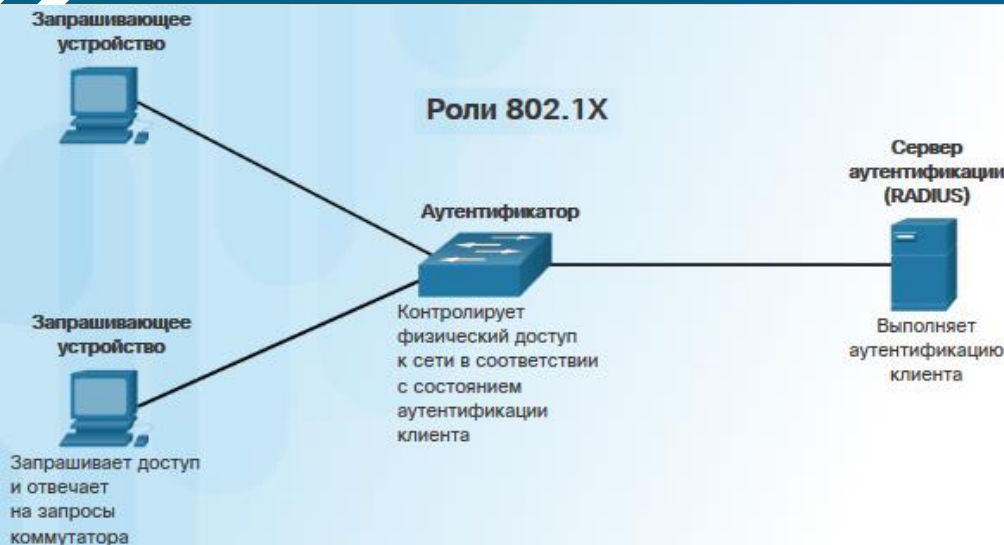 Запрашивающее
устройство
Роли 802.1X
Сервер
аутентификации
(RADIUS)
Аутентификатор
Контролирует
физический доступ
к сети в соответствии
с состоянием
аутентификации
клиента
Выполняет
аутентификацию
клиента
Запрашивающее
устройство
Запрашивает доступ
и отвечает
на запросы
коммутатора